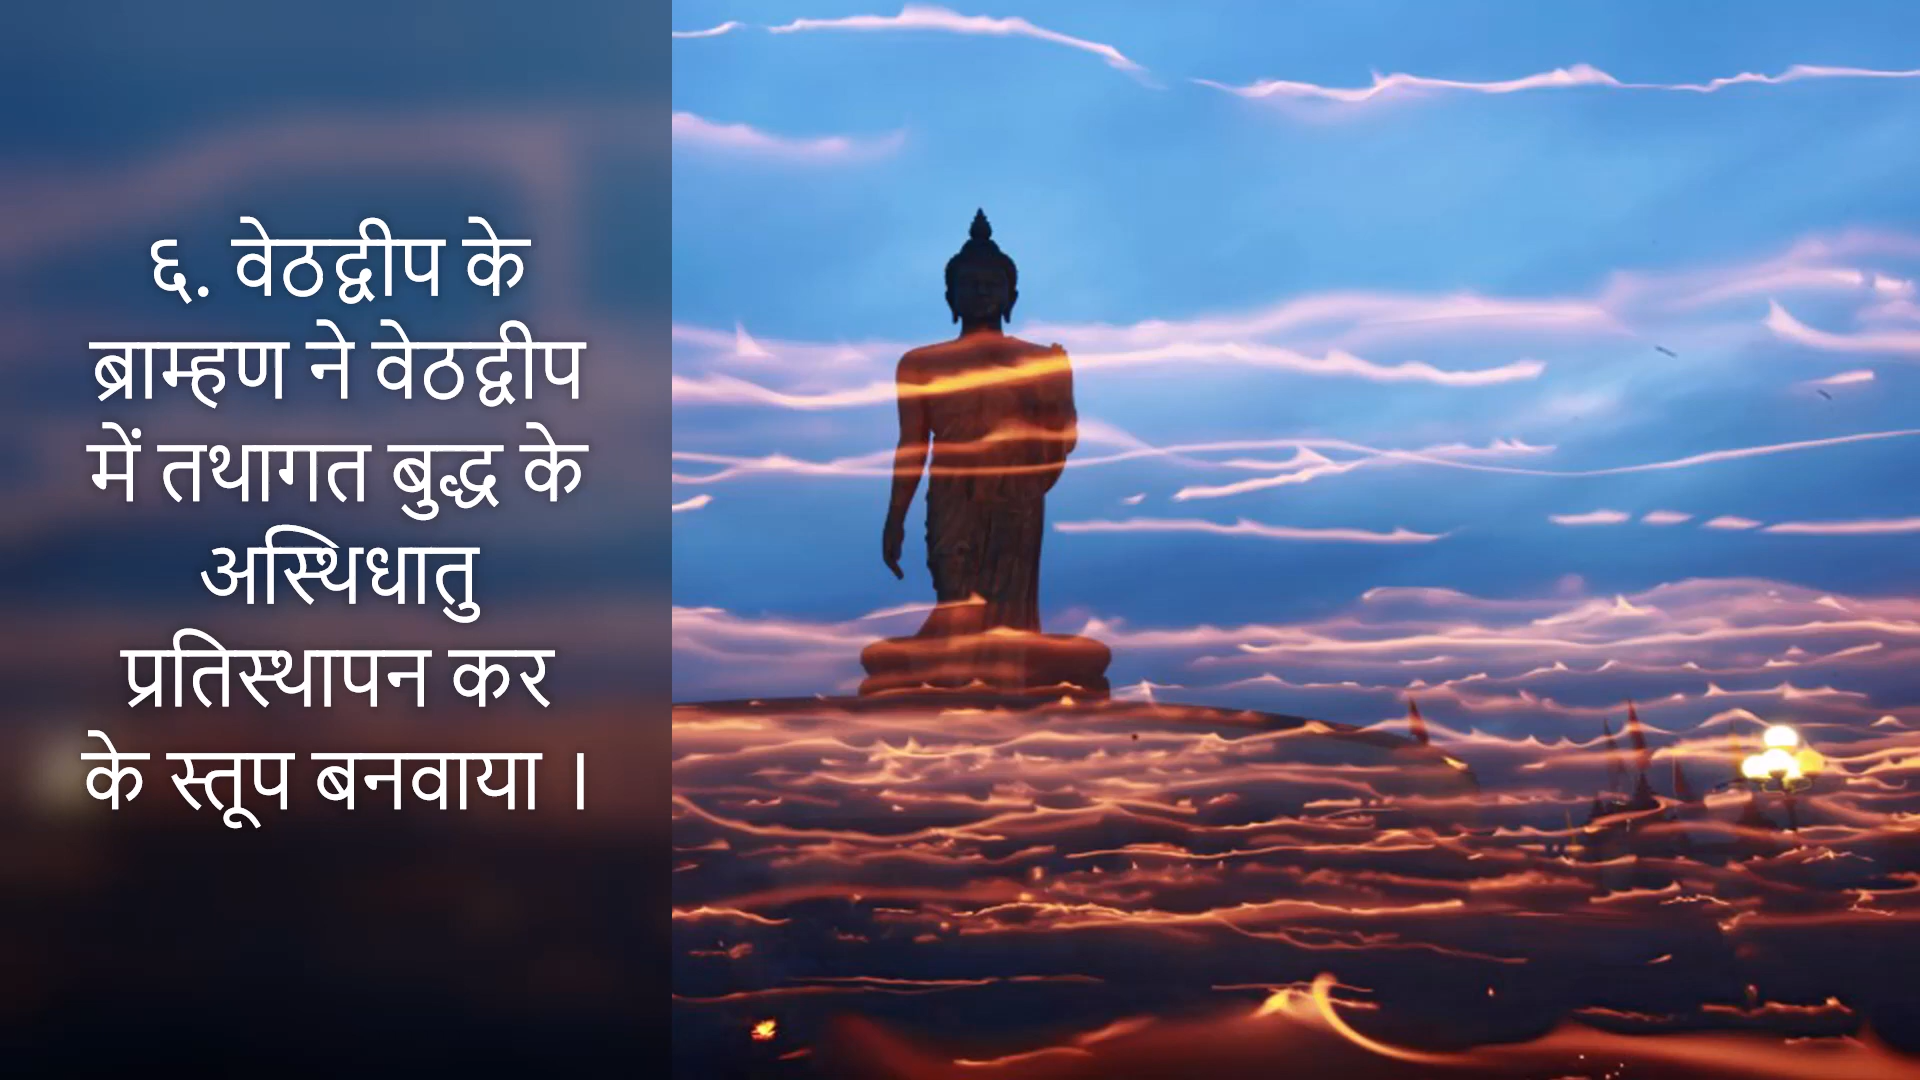 ६. वेठद्वीप के
ब्राम्हण ने वेठद्वीप
में तथागत बुद्ध के
अस्थिधातु
प्रतिस्थापन कर
के स्तूप बनवाया ।